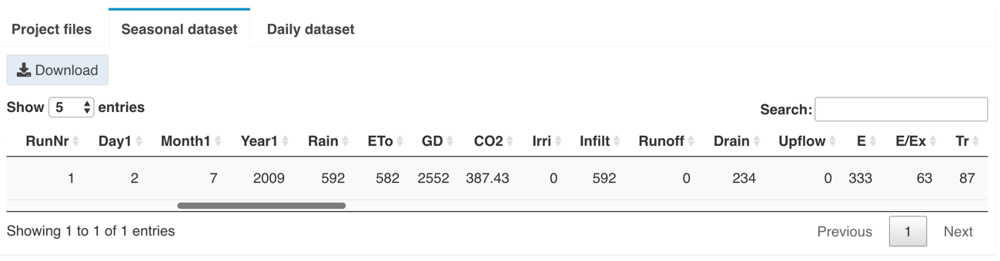 Project files Seasonal dataset Daily dataset
Download
Show 5 entries Search:
RunNr Day1 Month1 Year1 Rain ETo GD CO2 Irri Infilt Runoff Drain Upflow E E/Ex Tr
1 2 7 2009 592 582 2552 387.43 0 592 0 234 0 333 63 87
Showing 1 to 1 of 1 entries Previous 1 Next